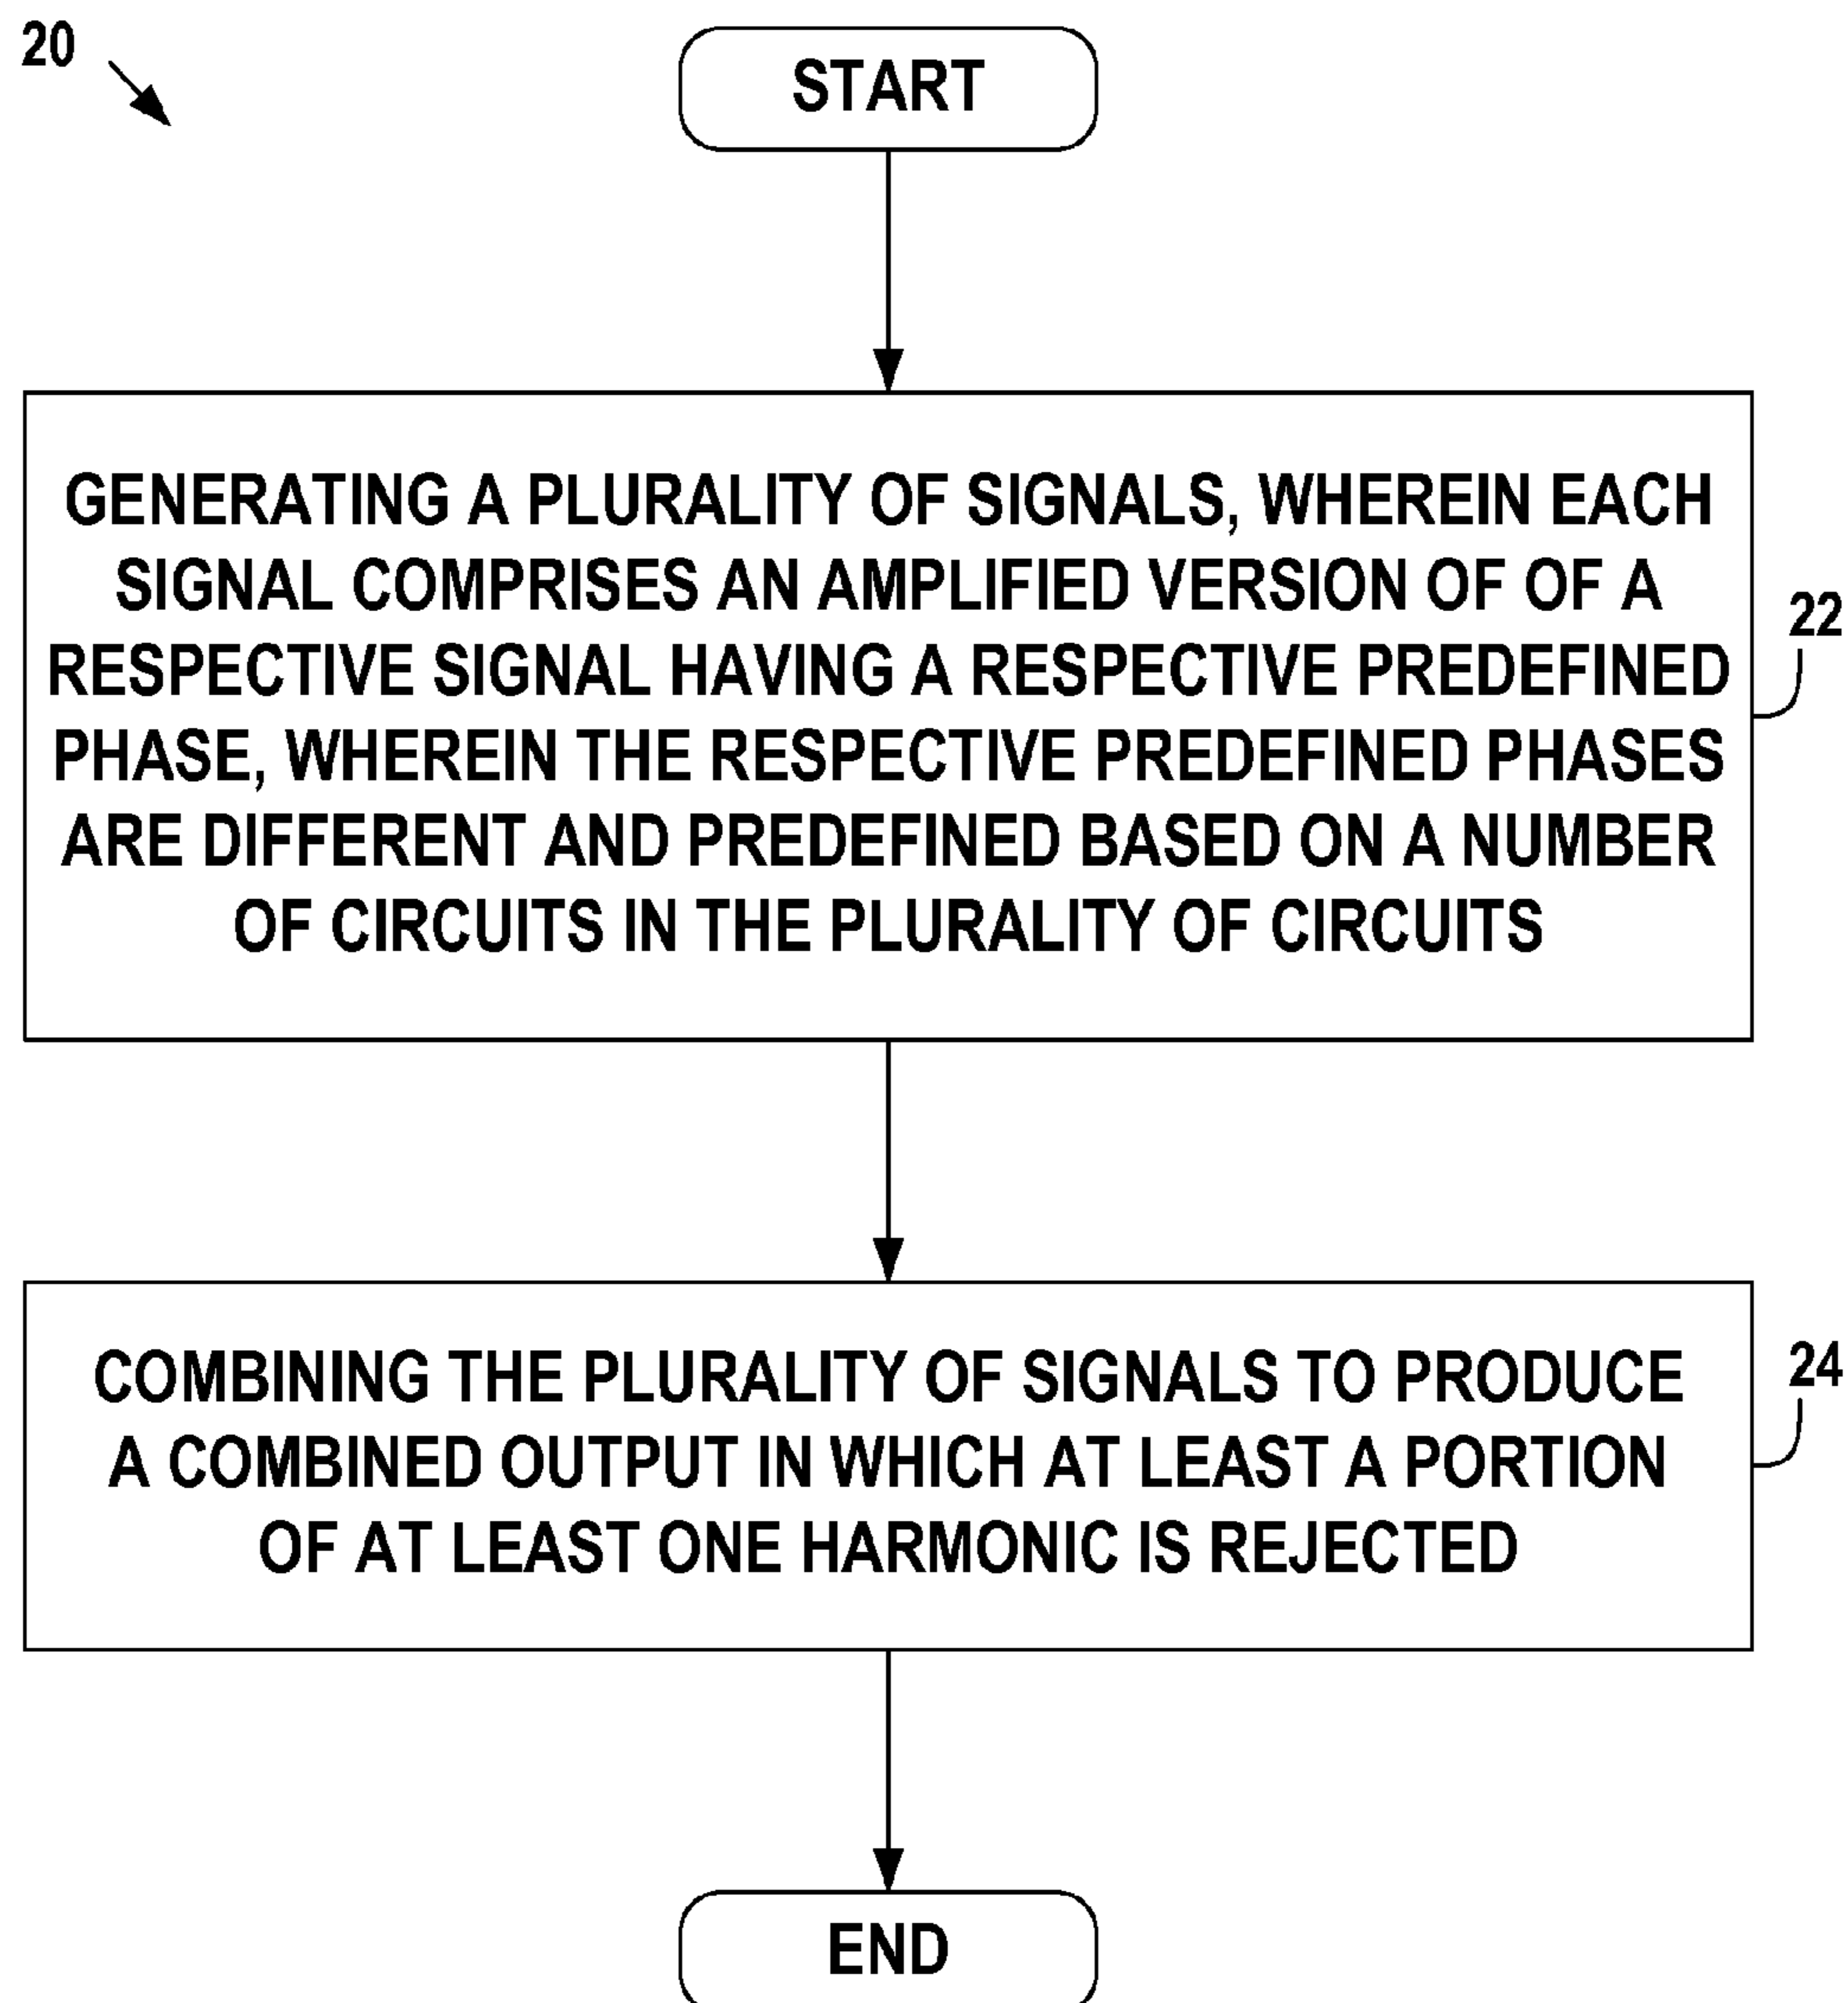 20
START
GENERATING A PLURALITY OF SIGNALS, WHEREIN EACH
SIGNAL COMPRISES AN AMPLIFIED VERSION OF OF A
RESPECTIVE SIGNAL HAVING A RESPECTIVE PREDEFINED
PHASE, WHEREIN THE RESPECTIVE PREDEFINED PHASES
ARE DIFFERENT AND PREDEFINED BASED ON A NUMBER
OF CIRCUITS IN THE PLURALITY OF CIRCUITS
22
COMBINING THE PLURALITY OF SIGNALS TO PRODUCE
A COMBINED OUTPUT IN WHICH AT LEAST A PORTION
OF AT LEAST ONE HARMONIC IS REJECTED
24
END